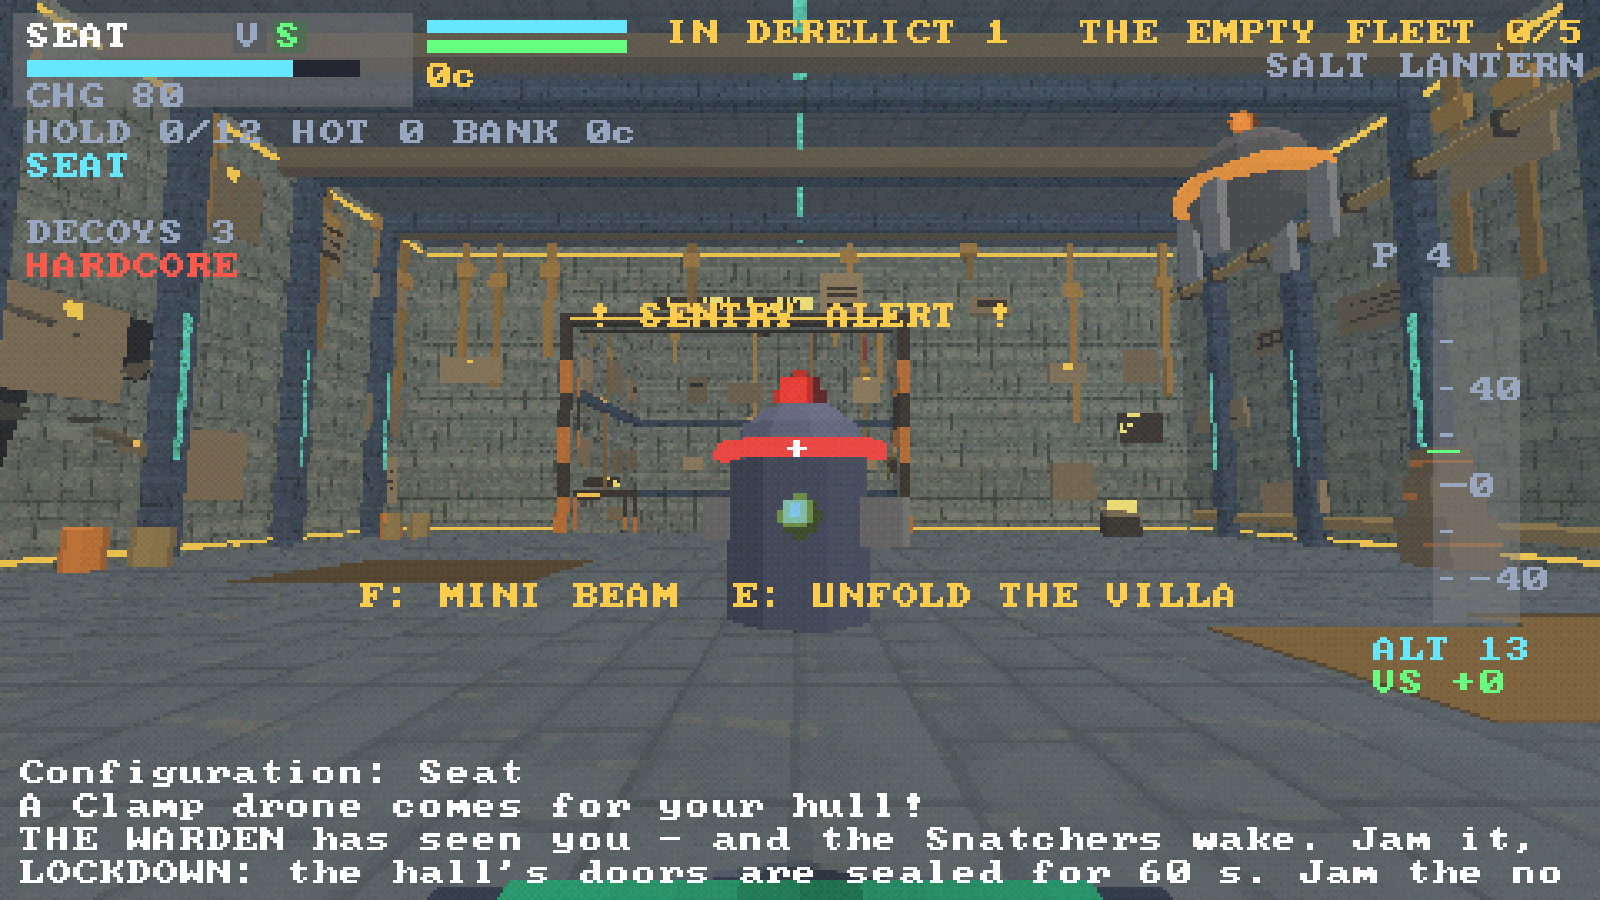 SEAT V S
IN DERELICT 1 THE EMPTY FLEET 0/5
0c
SALT LANTERN
CHG 80
HOLD 0/12 HOT 0 BANK 0c
SEAT
DECOYS 3
HARDCORE
P 4
! SENTRY ALERT !
40
0
-40
F: MINI BEAM E: UNFOLD THE VILLA
ALT 13
VS +0
Configuration: Seat
A Clamp drone comes for your hull!
THE WARDEN has seen you - and the Snatchers wake. Jam it,
LOCKDOWN: the hall's doors are sealed for 60 s. Jam the no